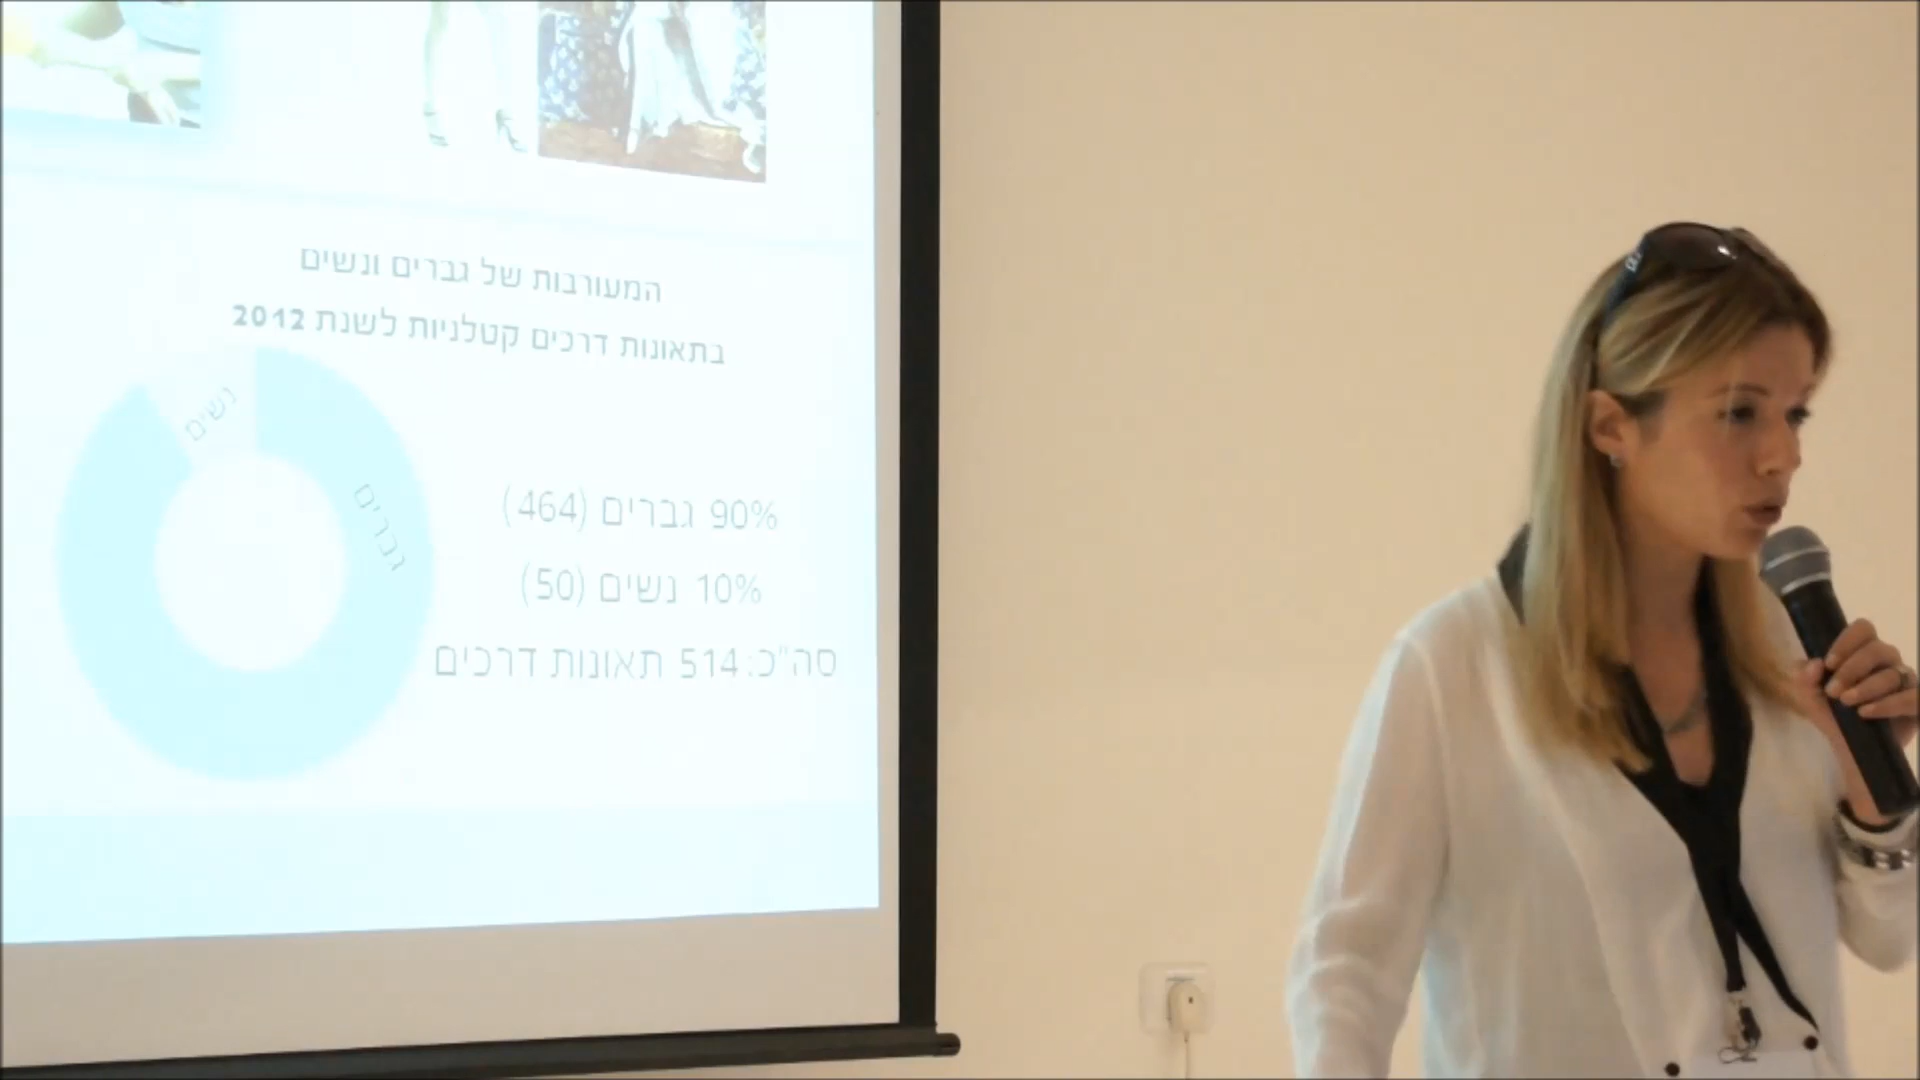 המעורבות של גברים ונשים
בתאונות דרכים קטלניות לשנת 2012
נשים
גברים
90% גברים (464)
10% נשים (50)
סה"כ: 514 תאונות דרכים